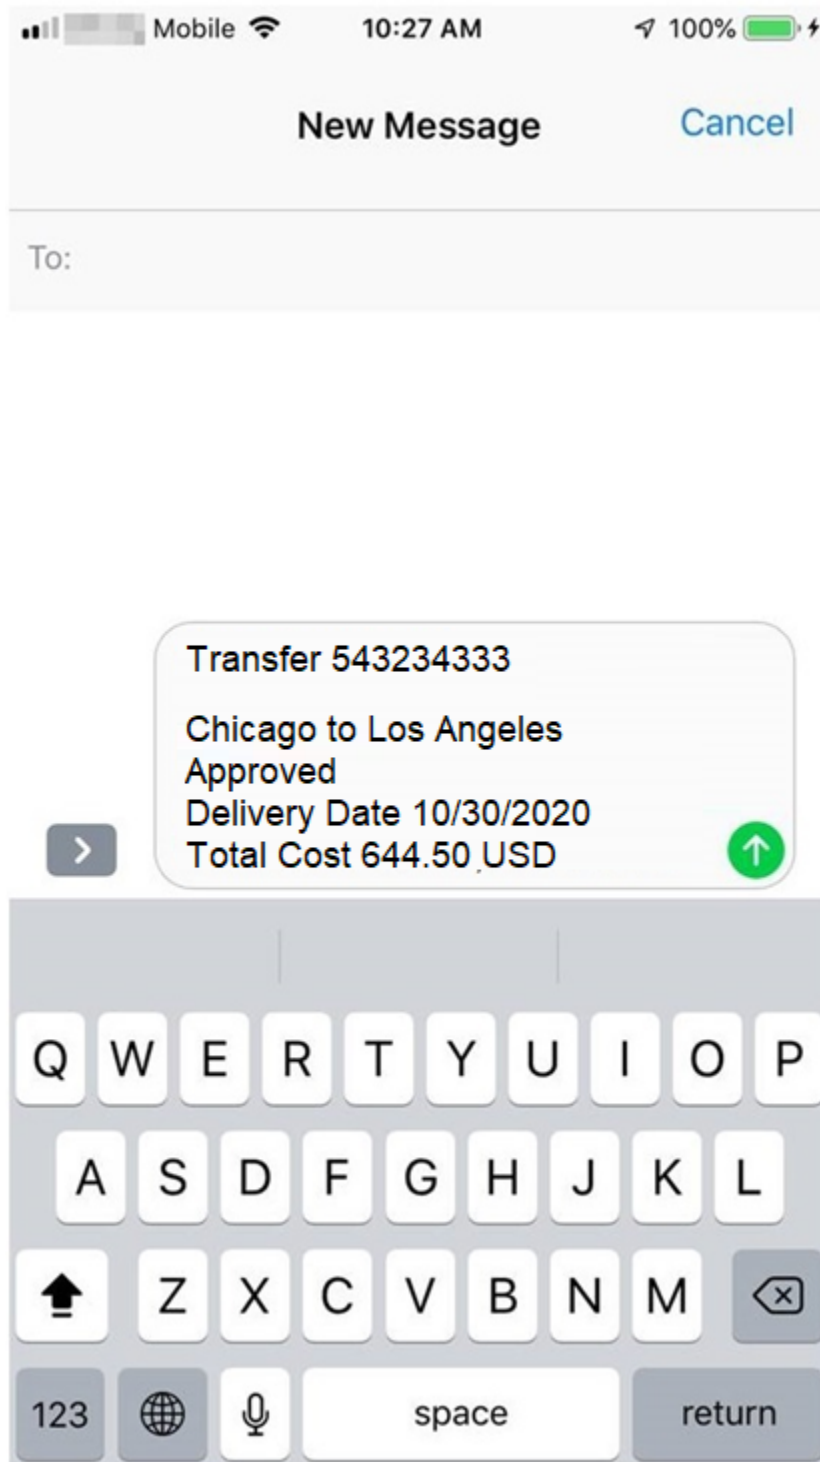 Mobile 10:27 AM 100%
New Message Cancel
To:
Transfer 543234333
Chicago to Los Angeles
Approved
Delivery Date 10/30/2020
Total Cost 644.50 USD
Q W E R T Y U I O P
A S D F G H J K L
Z X C V B N M
123 space return